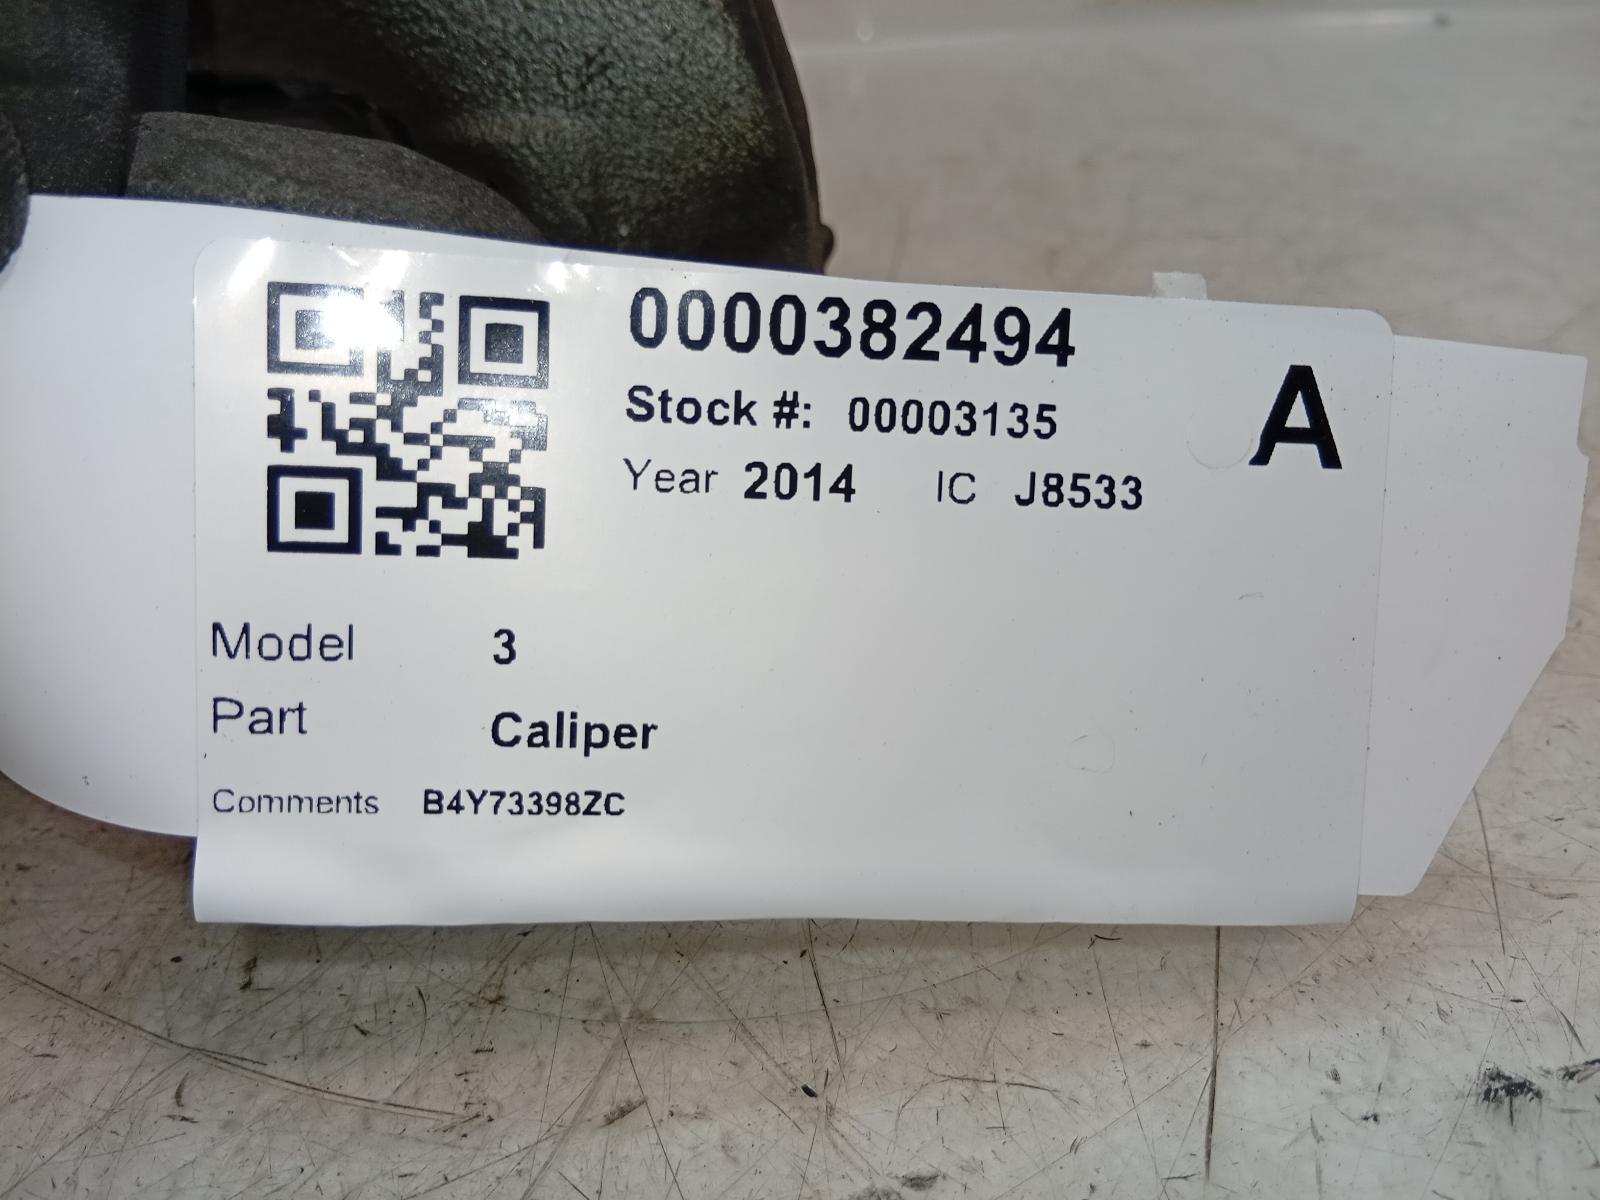 0000382494
Stock #: 00003135
A
Year 2014 IC J8533
Model 3
Part Caliper
Comments B4Y73398ZC